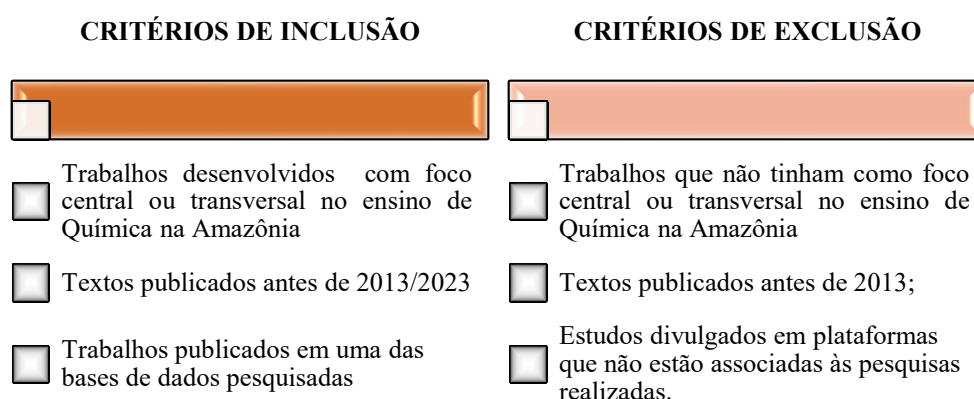 CRITÉRIOS DE INCLUSÃO
Trabalhos desenvolvidos com foco
central ou transversal no ensino de
Química na Amazônia
Textos publicados antes de 2013/2023
Trabalhos publicados em uma das
bases de dados pesquisadas
CRITÉRIOS DE EXCLUSÃO
Trabalhos que não tinham como foco
central ou transversal no ensino de
Química na Amazônia
Textos publicados antes de 2013;
Estudos divulgados em plataformas
que não estão associadas às pesquisas
realizadas.